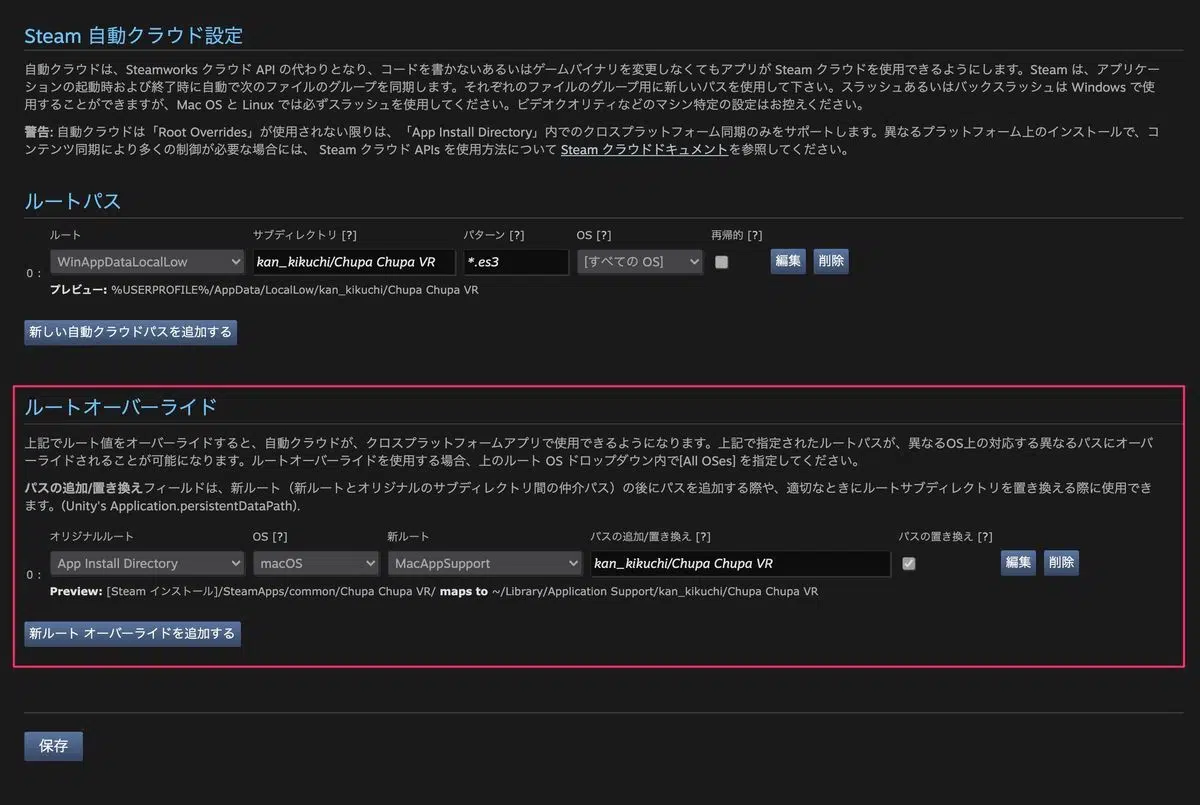 Steam 自動クラウド設定
自動クラウドは、Steamworks クラウド API の代わりとなり、コードを書かないあるいはゲームバイナリを変更しなくてもアプリが Steam クラウドを使用できるようにします。Steam は、アプリケー
ションの起動時および終了時に自動で次のファイルのグループを同期します。それぞれのファイルのグループ用に新しいパスを使用して下さい。スラッシュあるいはバックスラッシュは Windows で使
用することができますが、Mac OS と Linux では必ずスラッシュを使用してください。ビデオクオリティなどのマシン特定の設定はお控えください。
警告: 自動クラウドは「Root Overrides」が使用されない限りは、「App Install Directory」内でのクロスプラットフォーム同期のみをサポートします。異なるプラットフォーム上のインストールで、コ
ンテンツ同期により多くの制御が必要な場合には、 Steam クラウド APIs を使用方法について Steam クラウドドキュメントを参照してください。
ルートパス
ルート サブディレクトリ [?] パターン [?] OS [?] 再帰的 [?]
0 : WinAppDataLocalLow kan_kikuchi/Chupa Chupa VR *.es3 [すべての OS] 編集 削除
プレビュー: %USERPROFILE%/AppData/LocalLow/kan_kikuchi/Chupa Chupa VR
新しい自動クラウドパスを追加する
ルートオーバーライド
上記でルート値をオーバーライドすると、自動クラウドが、クロスプラットフォームアプリで使用できるようになります。上記で指定されたルートパスが、異なるOS上の対応する異なるパスにオーバ
ーライドされることが可能になります。ルートオーバーライドを使用する場合、上のルート OS ドロップダウン内で[All OSes] を指定してください。
パスの追加/置き換えフィールドは、新ルート（新ルートとオリジナルのサブディレクトリ間の仲介パス）の後にパスを追加する際や、適切なときにルートサブディレクトリを置き換える際に使用でき
ます。(Unity's Application.persistentDataPath).
オリジナルルート OS [?] 新ルート パスの追加/置き換え [?] パスの置き換え [?]
0 : App Install Directory macOS MacAppSupport kan_kikuchi/Chupa Chupa VR 編集 削除
Preview: [Steam インストール]/SteamApps/common/Chupa Chupa VR/ maps to ~/Library/Application Support/kan_kikuchi/Chupa Chupa VR
新ルート オーバーライドを追加する
保存